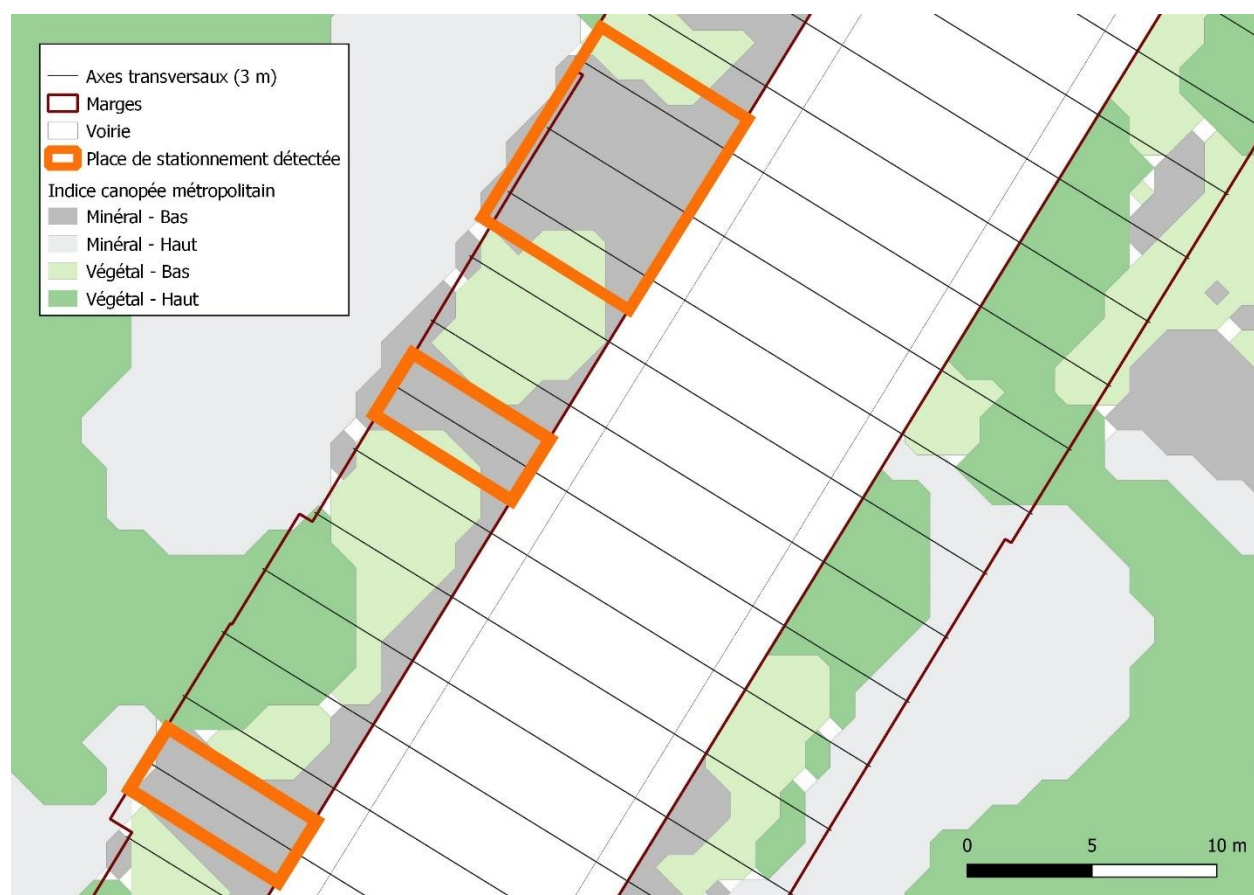 Axes transversaux (3 m)
Marges
Voirie
Place de stationnement détectée
Indice canopée métropolitain
Minéral - Bas
Minéral - Haut
Végétal - Bas
Végétal - Haut
0 5 10 m